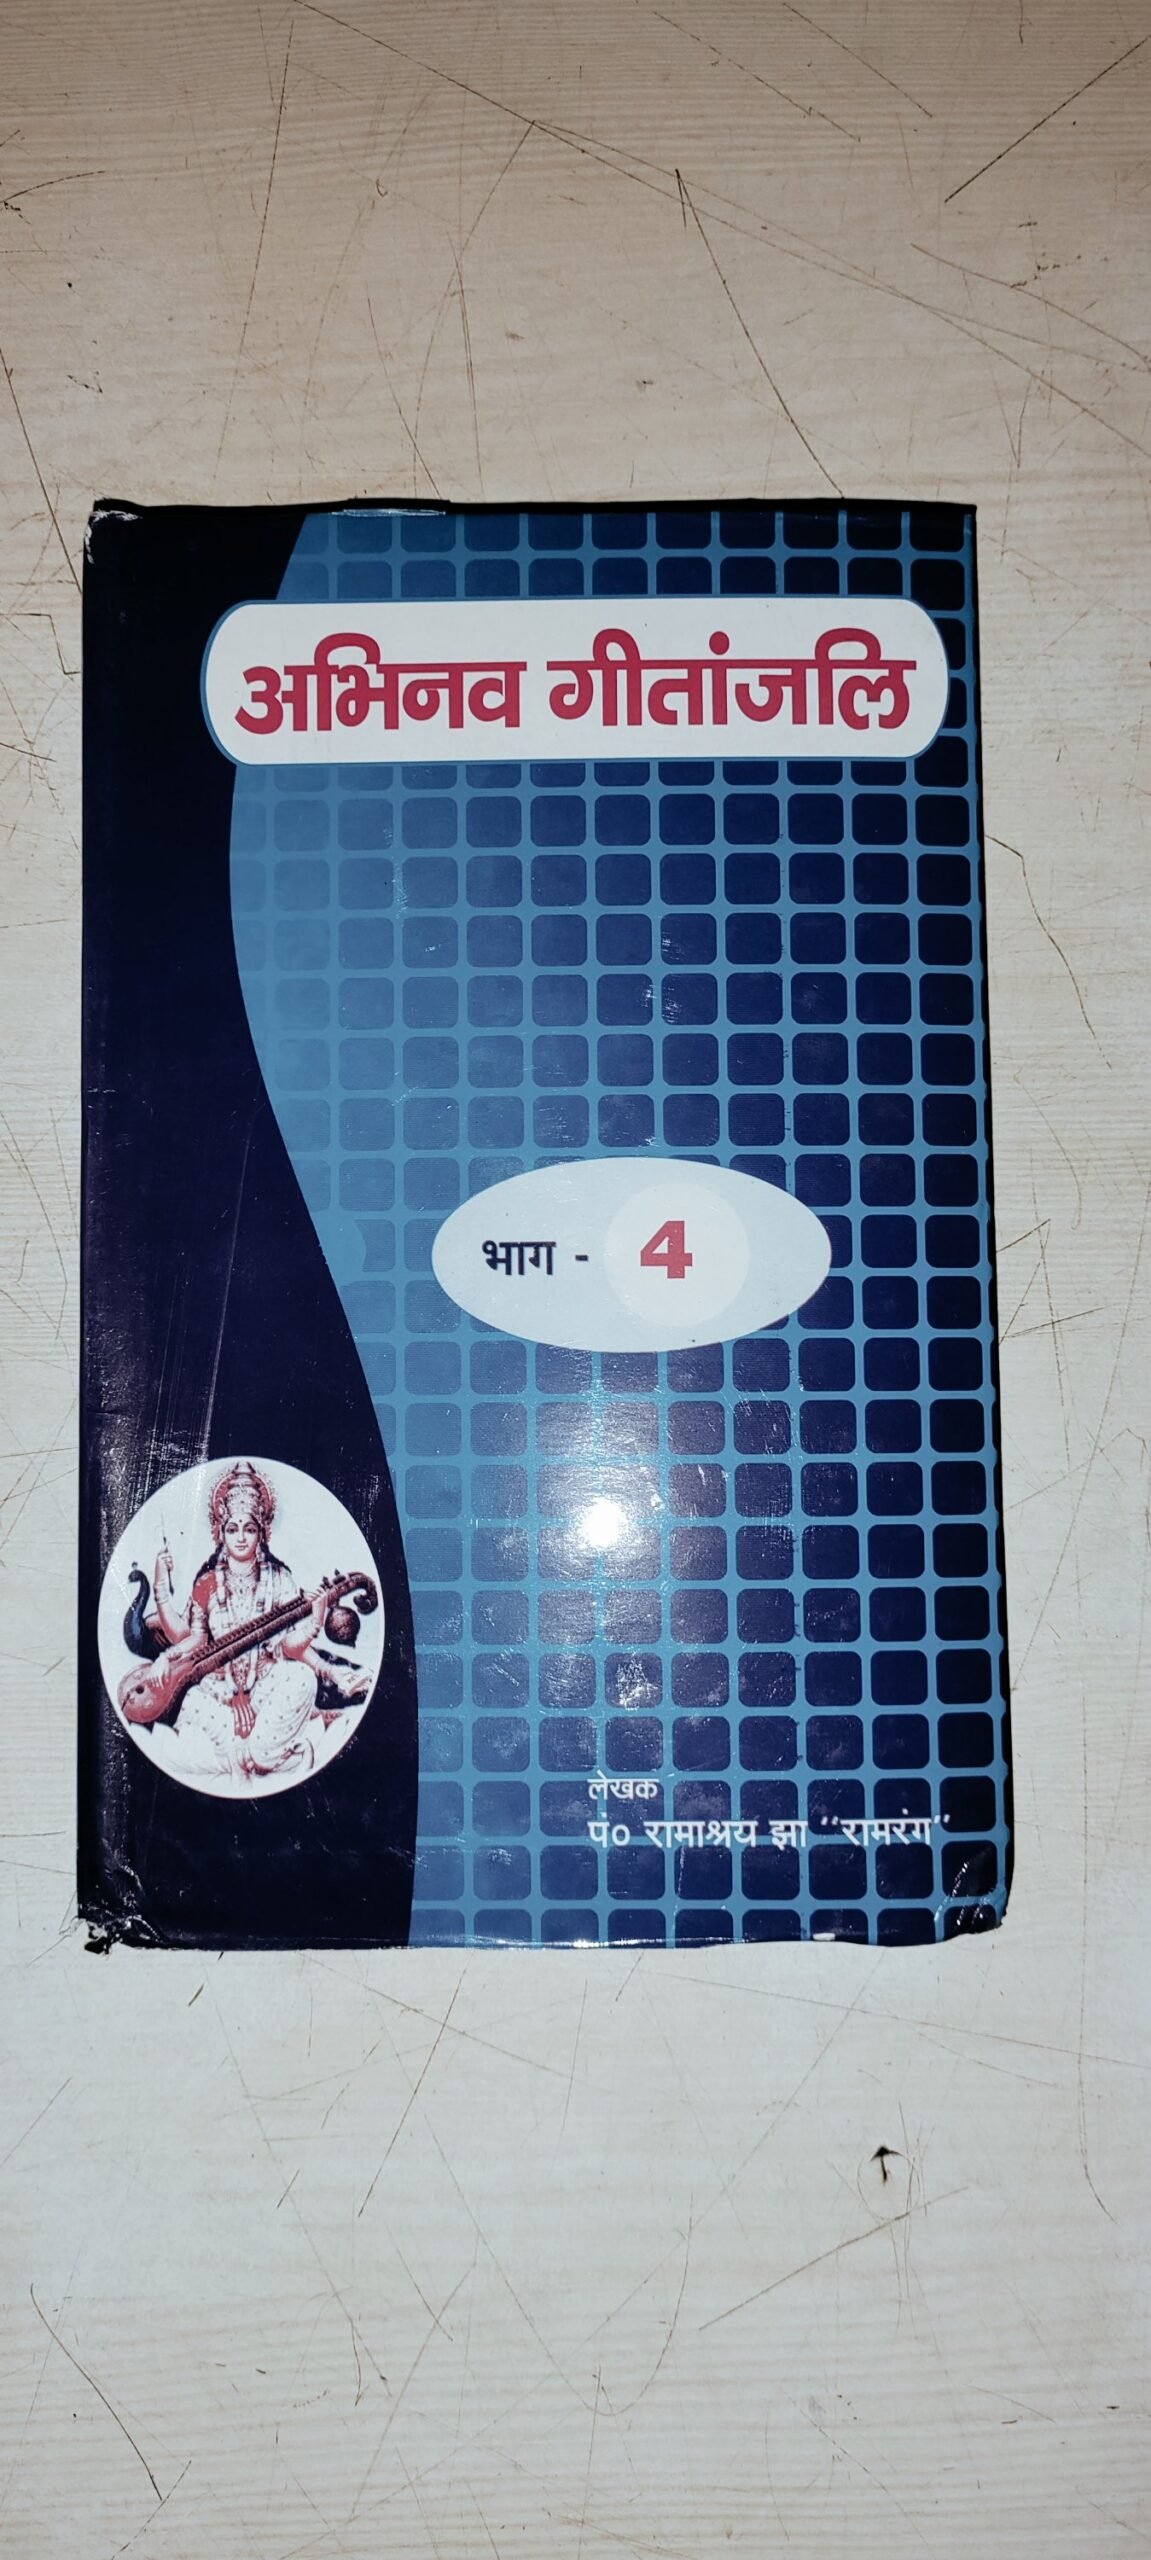 अभिनव गीतांजलि
भाग - 4
लेखक
पं० रामाश्रय झा ''रामरंग''